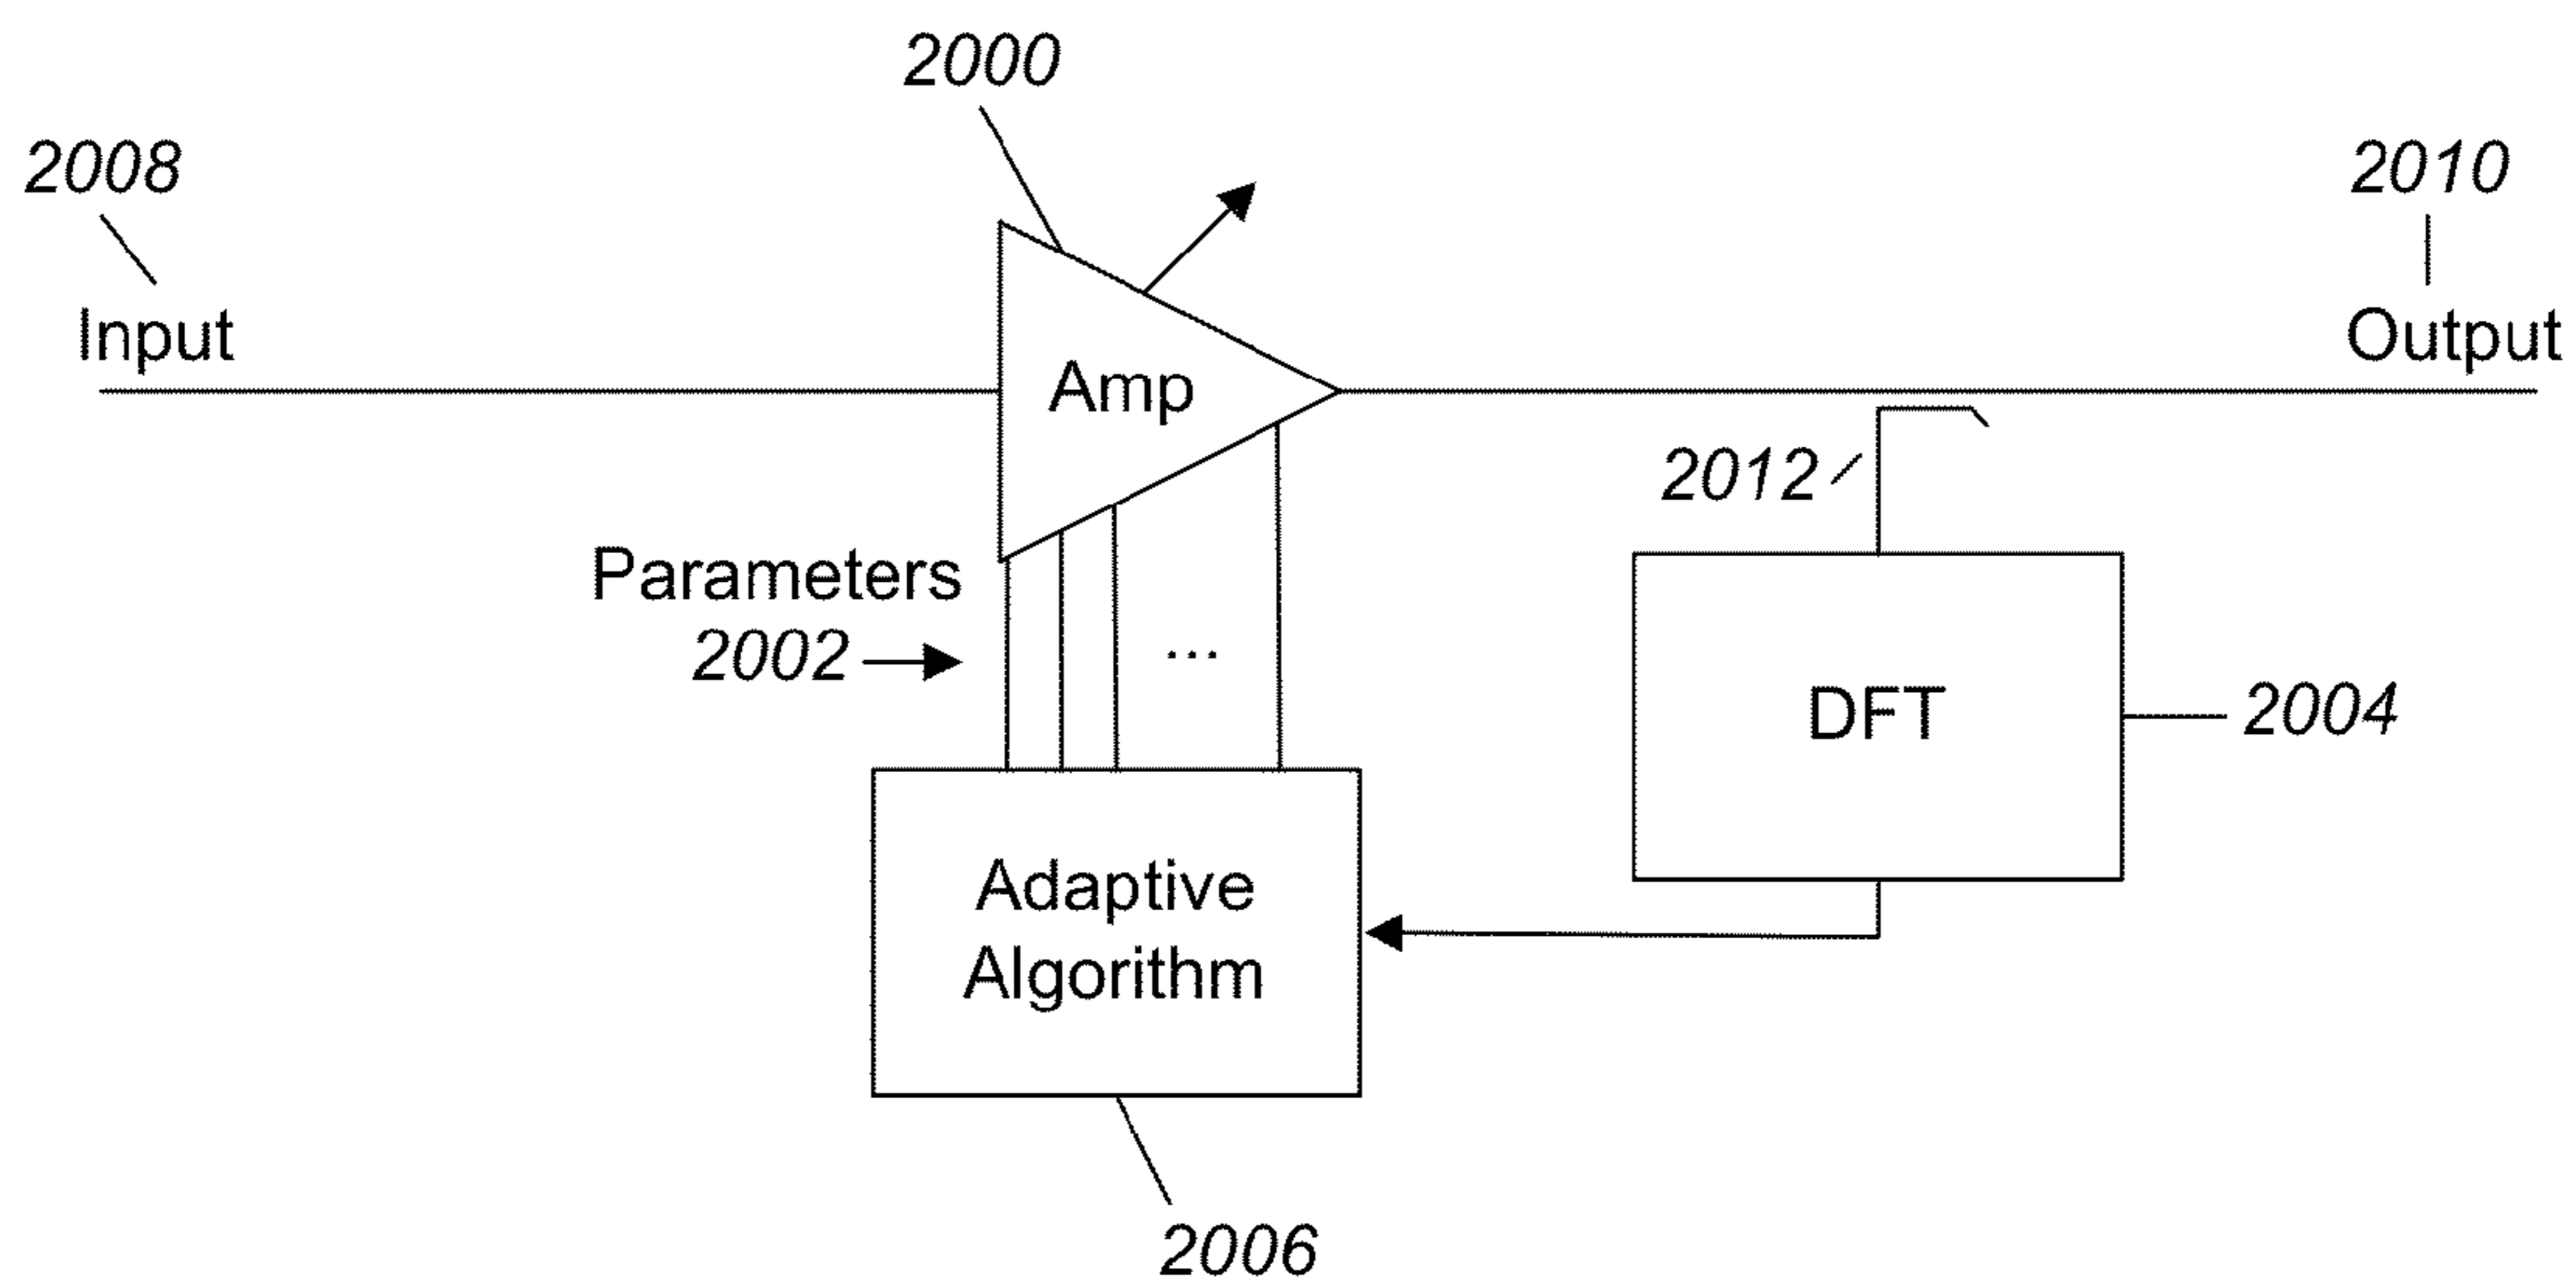 2000
2008
2010
Input
Output
Amp
2012
Parameters
2002
...
DFT
2004
Adaptive
Algorithm
2006